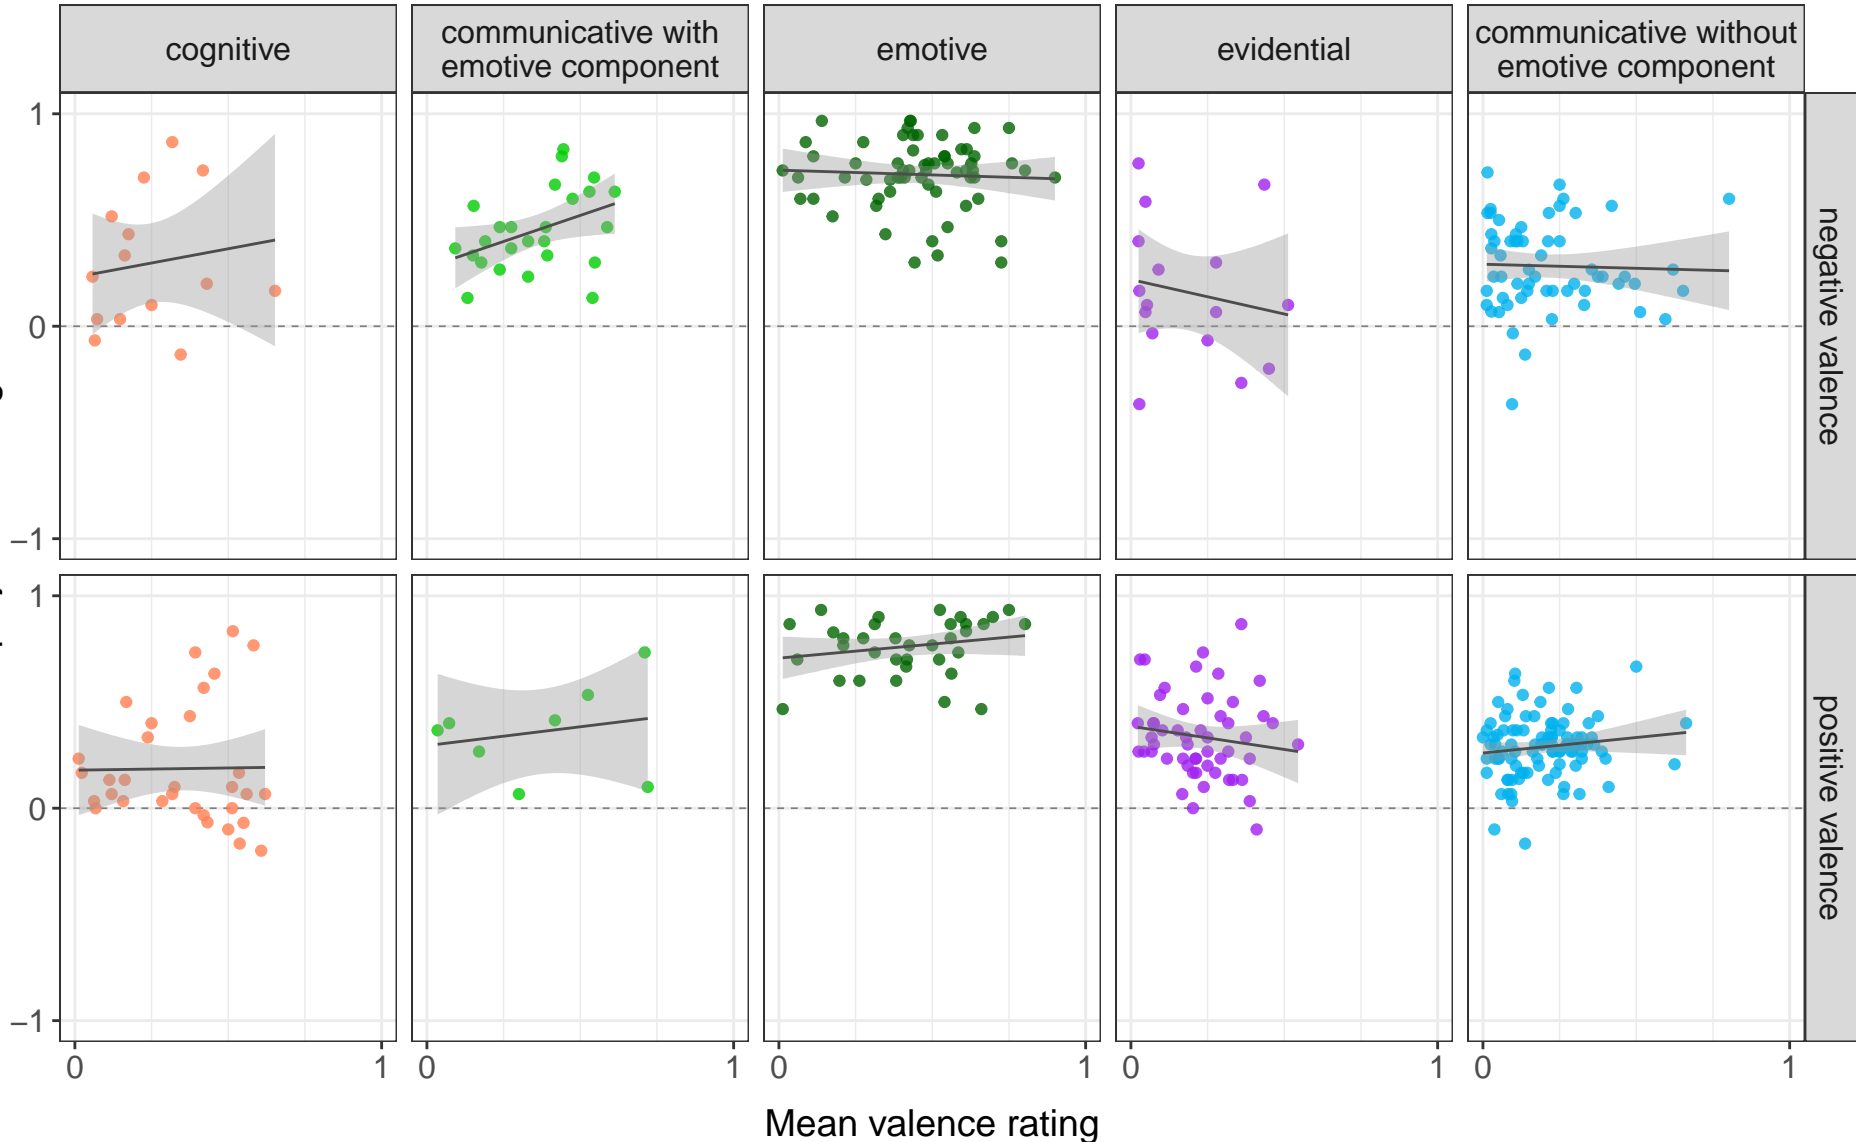 cognitive
communicative with
emotive component
emotive
evidential
communicative without
emotive component
1
0
−1
negative valence
1
0
−1
positive valence
0
1
0
1
0
1
0
1
0
1
Mean valence rating